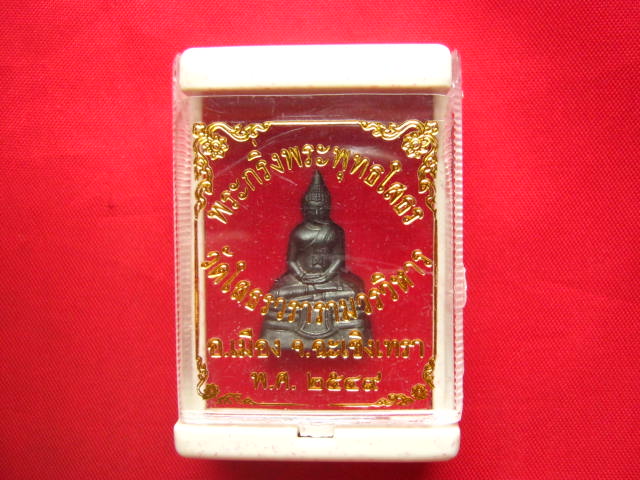 พระกริ่งพระพุทธโสธร
วัดโสธรวรารามวรวิหาร
อ.เมือง จ.ฉะเชิงเทรา
พ.ศ. ๒๕๔๙